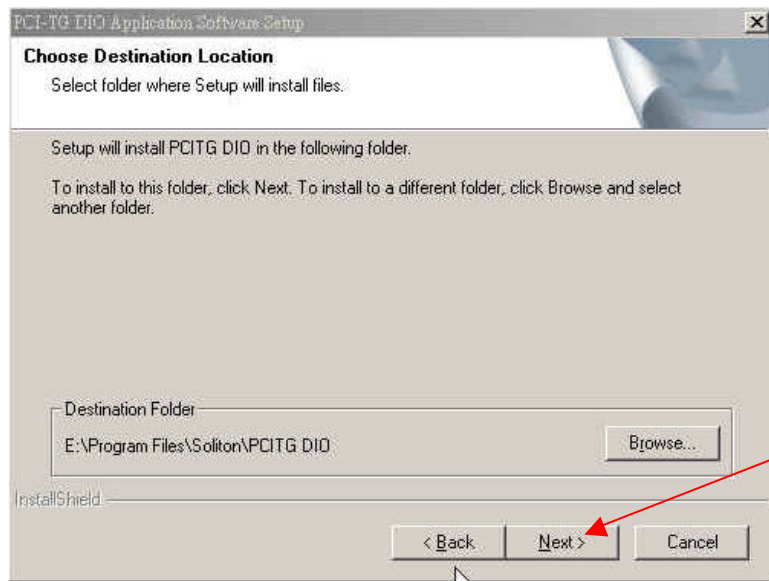 PCI-TG DIO Application Software Setup
Choose Destination Location
Select folder where Setup will install files.
Setup will install PCITG DIO in the following folder.
To install to this folder, click Next. To install to a different folder, click Browse and select
another folder.
Destination Folder
E:\Program Files\Soliton\PCITG DIO
Browse...
InstallShield
< Back
Next >
Cancel